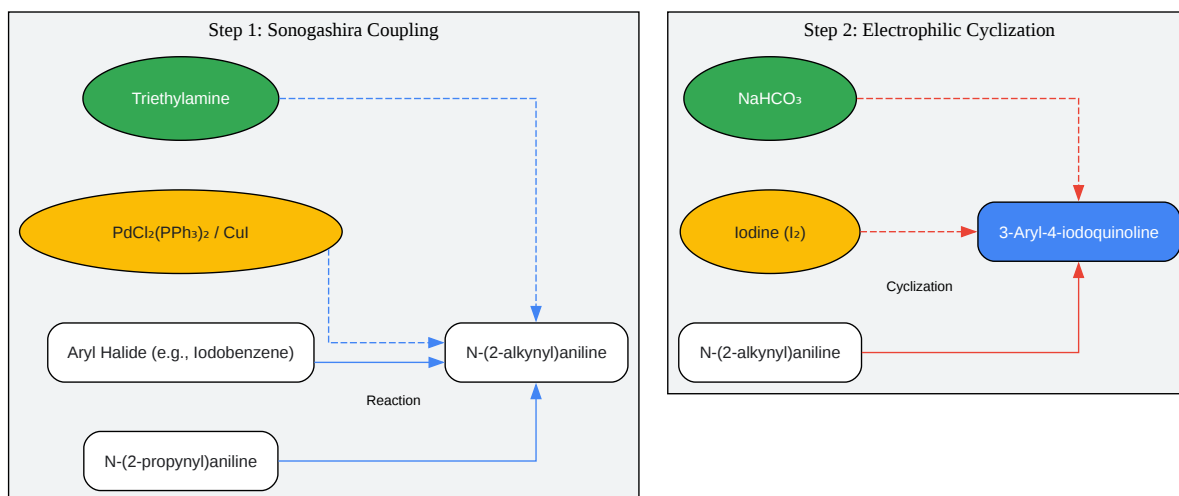 Step 1: Sonogashira Coupling
Triethylamine
PdCl₂(PPh₃)₂ / CuI
Aryl Halide (e.g., Iodobenzene)
N-(2-alkynyl)aniline
Reaction
N-(2-propynyl)aniline
Step 2: Electrophilic Cyclization
NaHCO₃
Iodine (I₂)
3-Aryl-4-iodoquinoline
Cyclization
N-(2-alkynyl)aniline